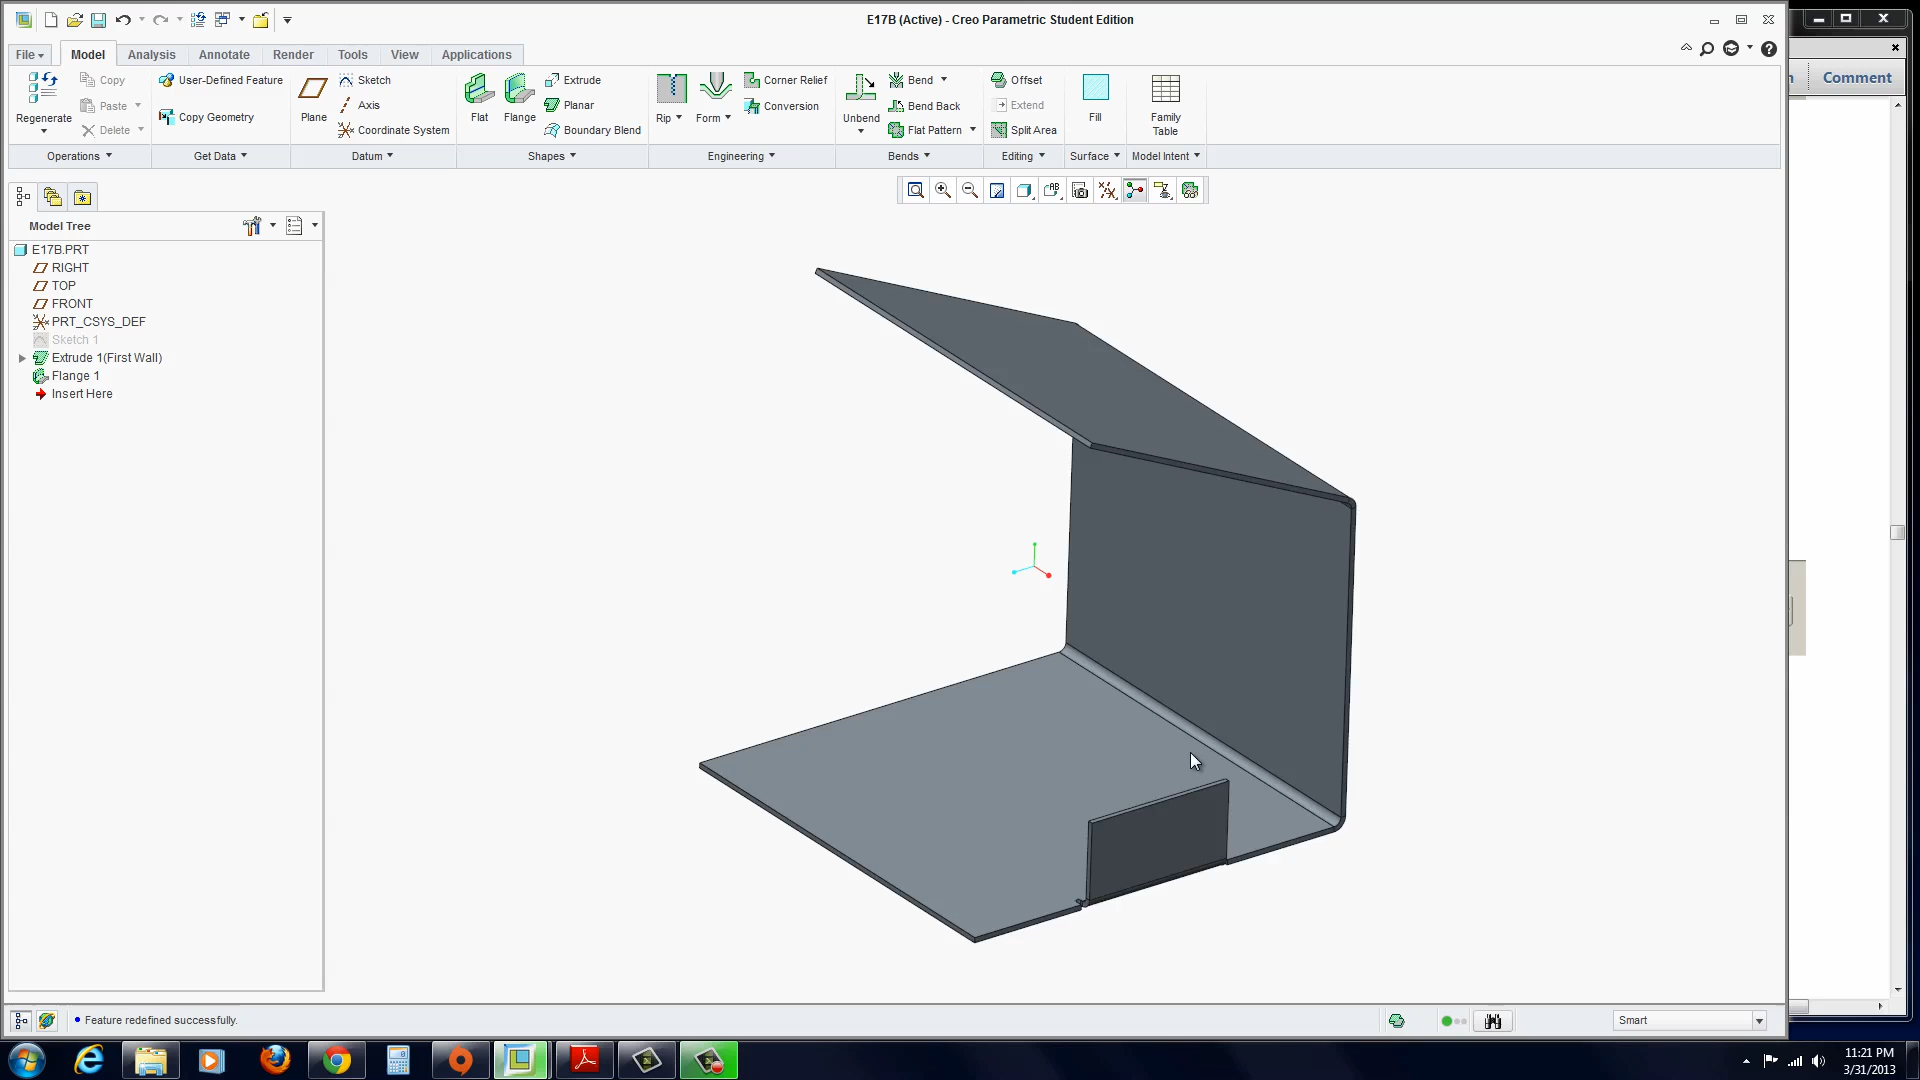 E17B (Active) - Creo Parametric Student Edition
File
Model
Analysis
Annotate
Render
Tools
View
Applications
Comment
Regenerate
Copy
Paste
Delete
User-Defined Feature
Copy Geometry
Plane
Sketch
Axis
Coordinate System
Flat
Flange
Extrude
Planar
Boundary Blend
Rip
Form
Corner Relief
Conversion
Unbend
Bend
Bend Back
Flat Pattern
Offset
Extend
Split Area
Fill
Family
Table
Operations
Get Data
Datum
Shapes
Engineering
Bends
Editing
Surface
Model Intent
Model Tree
E17B.PRT
RIGHT
TOP
FRONT
PRT_CSYS_DEF
Sketch 1
Extrude 1(First Wall)
Flange 1
Insert Here
Feature redefined successfully.
Smart
11:21 PM
3/31/2013